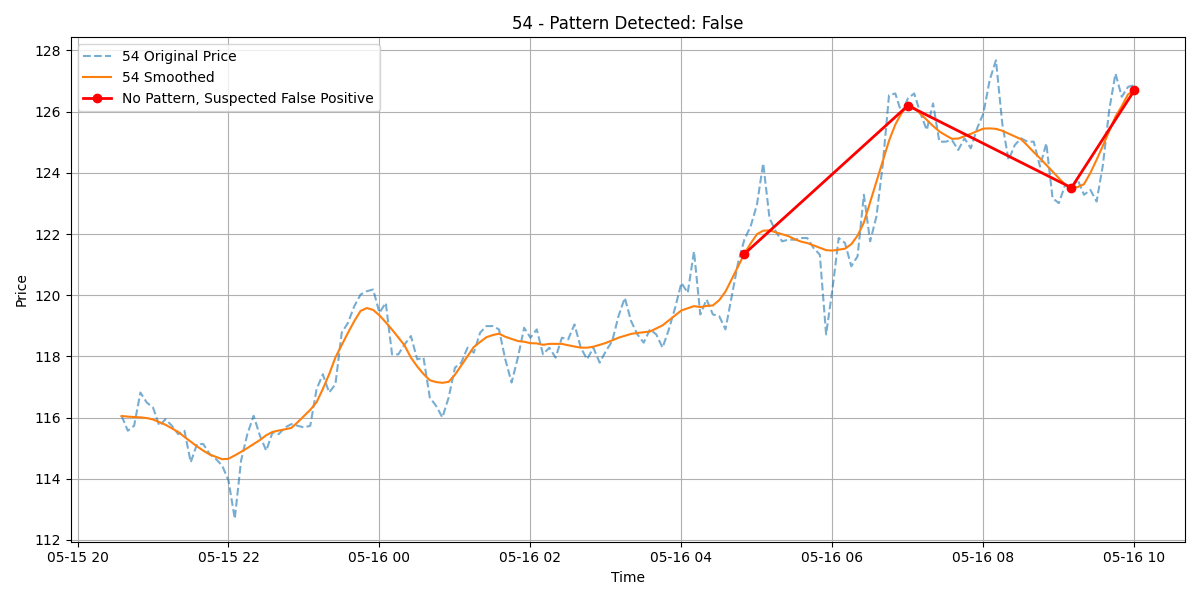 54 - Pattern Detected: False
54 Original Price
54 Smoothed
No Pattern, Suspected False Positive
Price
128
126
124
122
120
118
116
114
112
05-15 20 05-15 22 05-16 00 05-16 02 05-16 04 05-16 06 05-16 08 05-16 10
Time